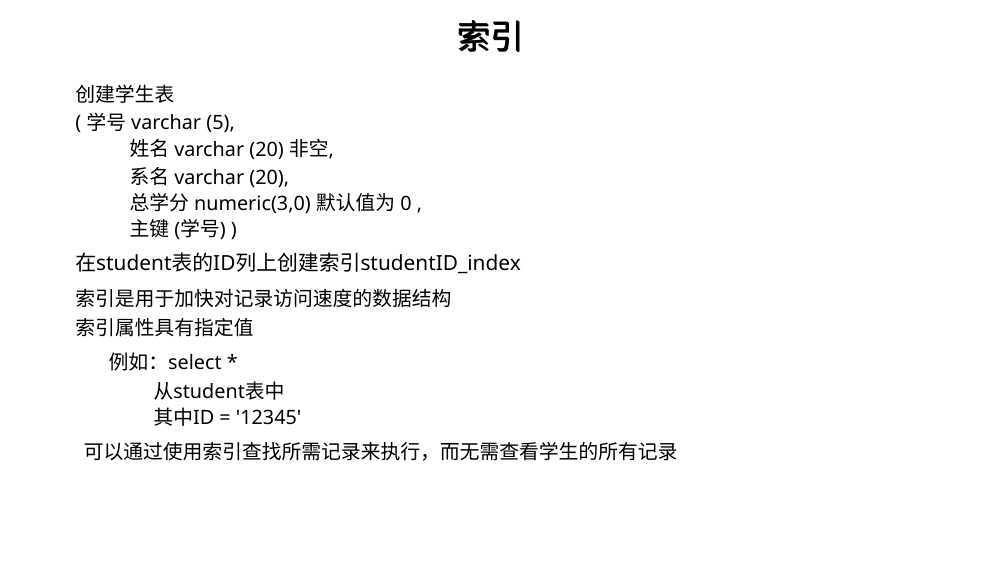 索引
创建学生表
( 学号 varchar (5),
姓名 varchar (20) 非空,
系名 varchar (20),
总学分 numeric(3,0) 默认值为 0 ,
主键 (学号) )
在student表的ID列上创建索引studentID_index
索引是用于加快对记录访问速度的数据结构
索引属性具有指定值
例如：select *
从student表中
其中ID = '12345'
可以通过使用索引查找所需记录来执行，而无需查看学生的所有记录